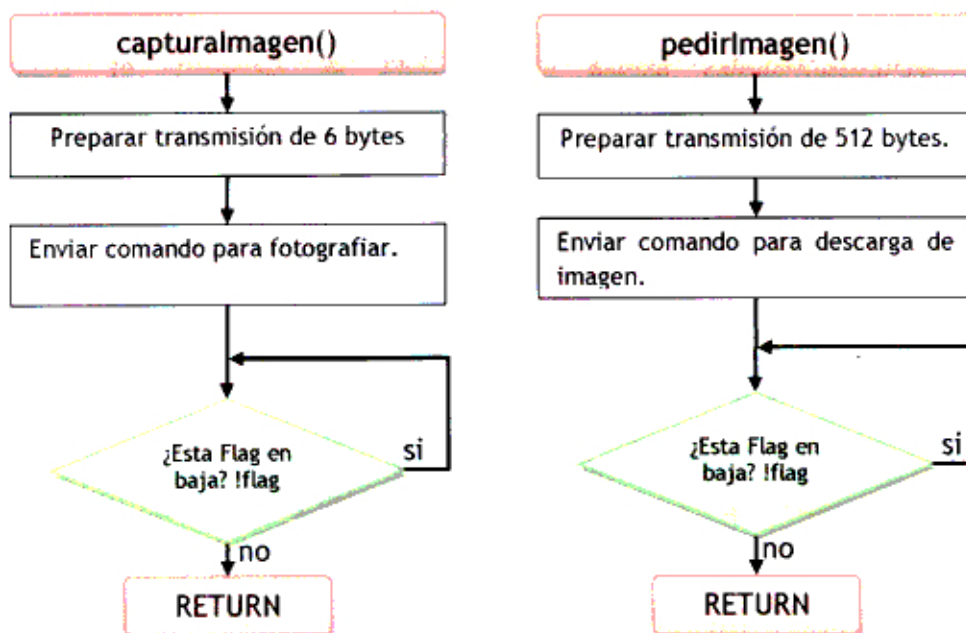 capturaImagen()
Preparar transmisión de 6 bytes
Enviar comando para fotografiar.
¿Esta Flag en
baja? !flag
si
no
RETURN
pedirImagen()
Preparar transmisión de 512 bytes.
Enviar comando para descarga de
imagen.
¿Esta Flag en
baja? !flag
si
no
RETURN